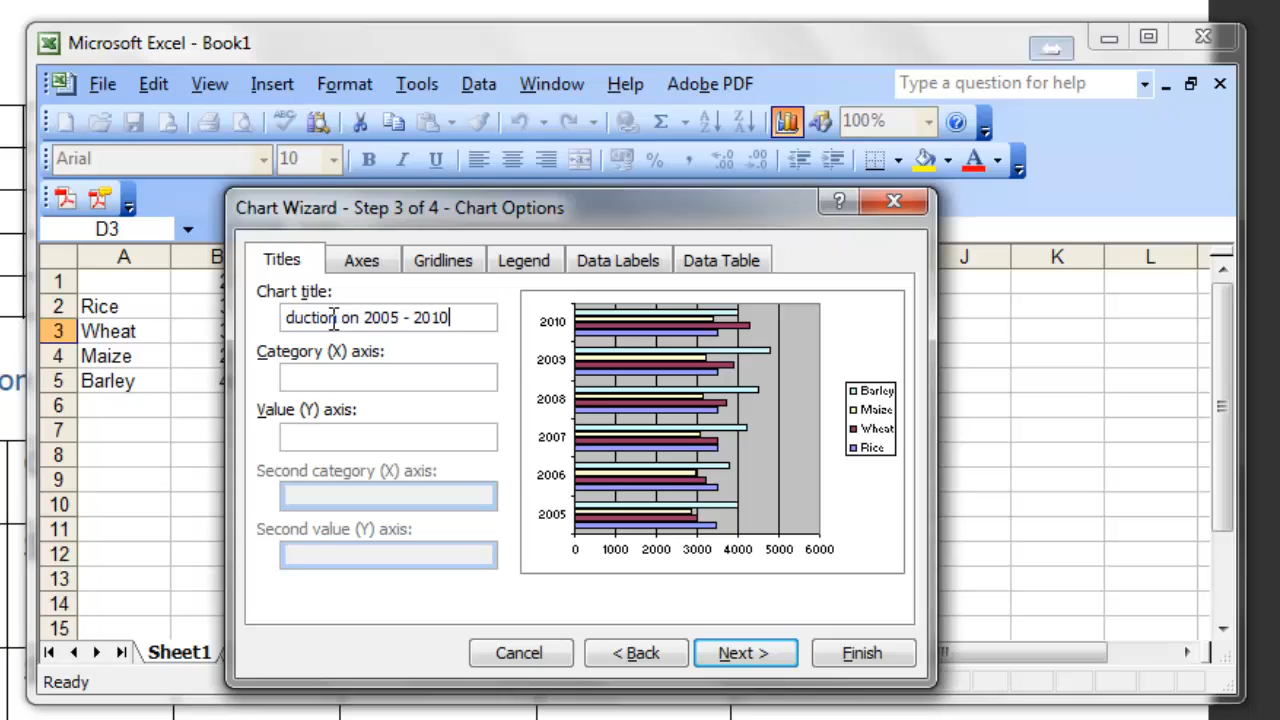 Microsoft Excel - Book1
File Edit View Insert Format Tools Data Window Help Adobe PDF
Type a question for help
100%
Arial 10 B I U
D3
Chart Wizard - Step 3 of 4 - Chart Options
A B J K L
Titles Axes Gridlines Legend Data Labels Data Table
1
2 Rice
3 Wheat
4 Maize
5 Barley
6
7
8
9
10
11
12
13
14
15
Chart title:
duction on 2005 - 2010
Category (X) axis:
Value (Y) axis:
Second category (X) axis:
Second value (Y) axis:
2010
2009
2008
2007
2006
2005
0 1000 2000 3000 4000 5000 6000
Barley
Maize
Wheat
Rice
Cancel < Back Next > Finish
Sheet1
Ready